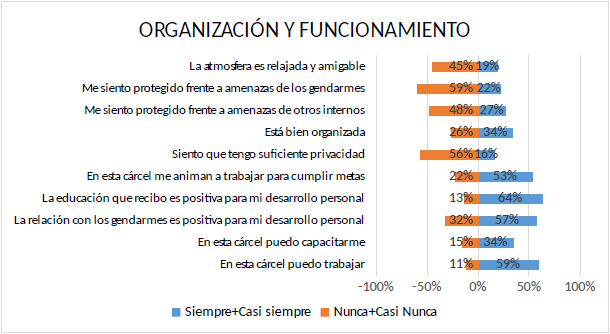 ORGANIZACIÓN Y FUNCIONAMIENTO
La atmosfera es relajada y amigable 45% 19%
Me siento protegido frente a amenazas de los gendarmes 59% 22%
Me siento protegido frente a amenazas de otros internos 48% 27%
Está bien organizada 26% 34%
Siento que tengo suficiente privacidad 56% 16%
En esta cárcel me animan a trabajar para cumplir metas 22% 53%
La educación que recibo es positiva para mi desarrollo personal 13% 64%
La relación con los gendarmes es positiva para mi desarrollo personal 32% 57%
En esta cárcel puedo capacitarme 15% 34%
En esta cárcel puedo trabajar 11% 59%
-100% -50% 0% 50% 100%
Siempre+Casi siempre Nunca+Casi Nunca